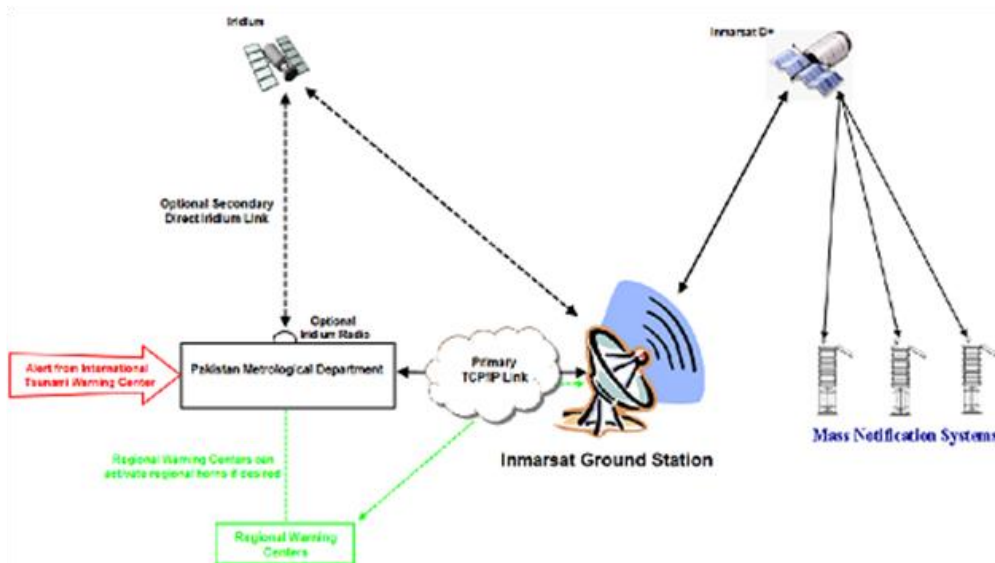 Iridium
Inmarsat D+
Optional Secondary
Direct Iridium Link
Optional
Iridium Radio
Alert from International
Tsunami Warning Center
Pakistan Metrological Department
Primary
TCP/IP Link
Regional Warning Centers can
activate regional horns if desired
Inmarsat Ground Station
Mass Notification Systems
Regional Warning
Centers